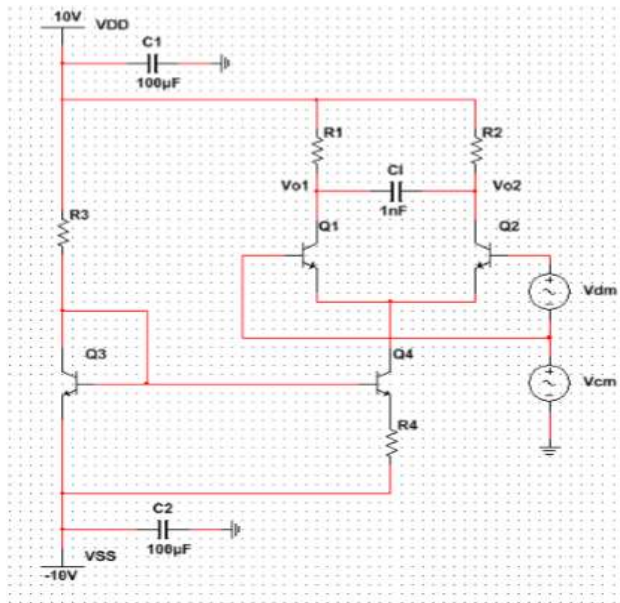 10V
VDD
C1
100µF
R1
R2
Vo1
Cl
Vo2
1nF
R3
Q1
Q2
Vdm
Q3
Q4
Vcm
R4
C2
100µF
VSS
-10V